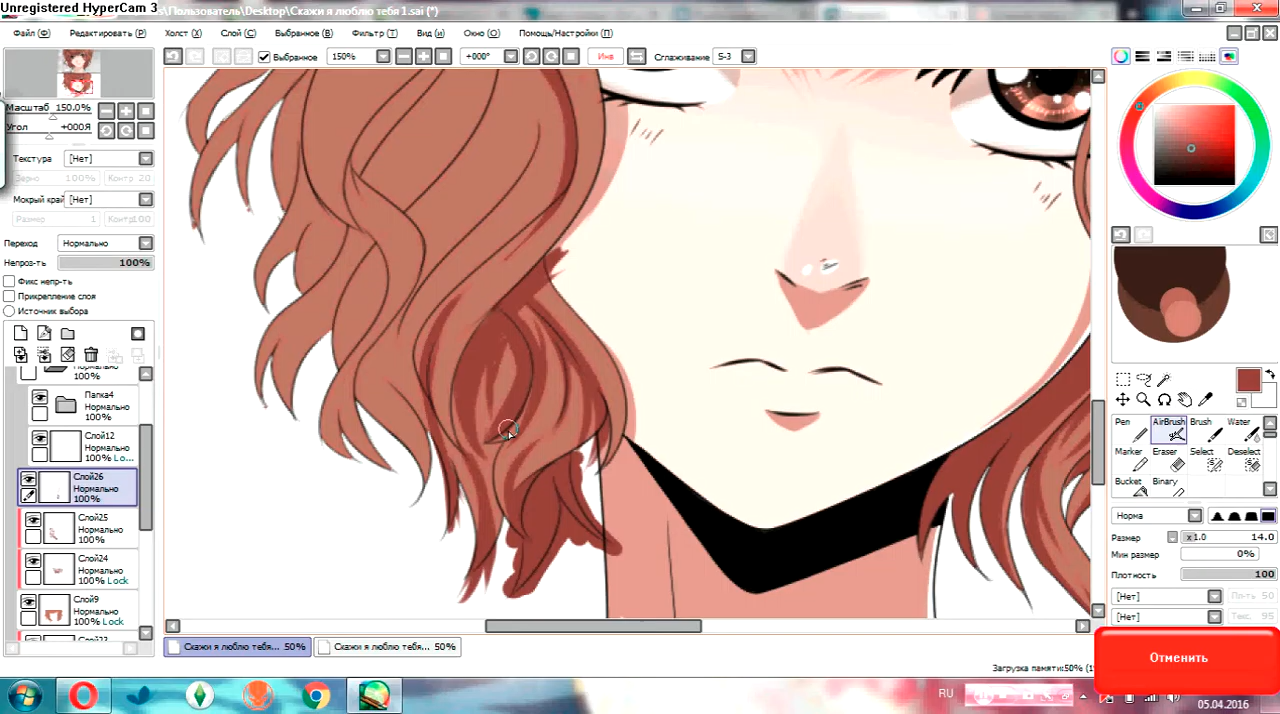 Unregistered HyperCam 3
s\Пользователь\Desktop\Скажи я люблю тебя 1.sai (*)
Файл (Ф) Редактировать (Р) Холст (Х) Слой (С) Выбранное (В) Фильтр (Т) Вид (и) Окно (О) Помощь/Настройки (П)
Выбранное 150% +000° Инв Сглаживание S-3
Масштаб 150.0%
Угол +000Я
Текстура [Нет]
Зерно 100% Контр 20
Мокрый край [Нет]
Размер 1 Контр100
Переход Нормально
Непроз-ть 100%
Фикс непр-ть
Прикрепление слоя
Источник выбора
Нормально
100%
Папка4
Нормально
100%
Слой12
Нормально
100% Lo...
Слой26
Нормально
100%
Слой25
Нормально
100%
Слой24
Нормально
100% Lock
Слой9
Нормально
100% Lock
Pen AirBrush Brush Water
Marker Eraser Select Deselect
Bucket Binary
Норма
Размер x1.0 14.0
Мин размер 0%
Плотность 100
[Нет] Пл-ть 50
[Нет] Текс. 95
Скажи я люблю тебя... 50% Скажи я люблю тебя... 50%
Загрузка памяти:50%
Отменить
RU
05.04.2016